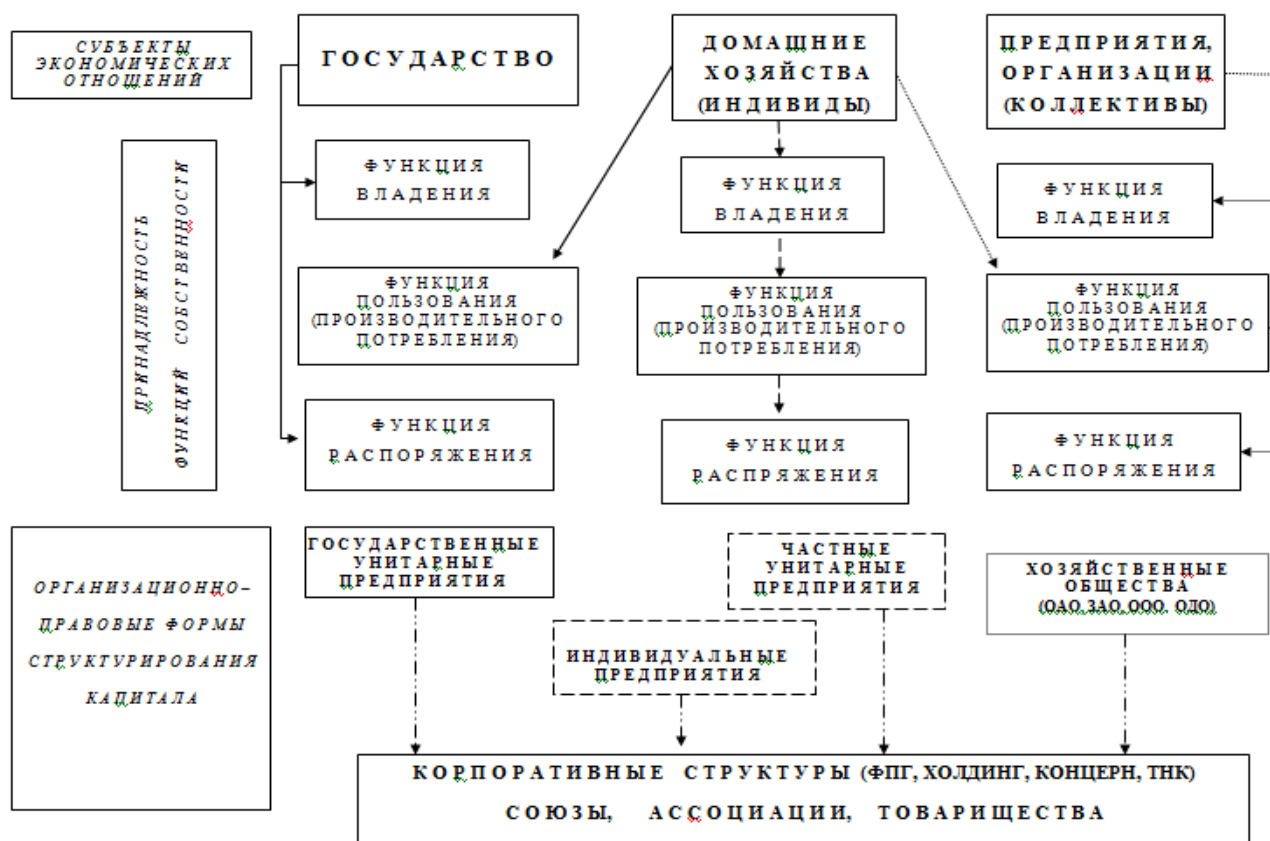 СУБЪЕКТЫ
ЭКОНОМИЧЕСКИХ
ОТНОШЕНИЙ
ГОСУДАРСТВО
ДОМАШНИЕ
ХОЗЯЙСТВА
(ИНДИВИДЫ)
ПРЕДПРИЯТИЯ,
ОРГАНИЗАЦИИ
(КОЛЛЕКТИВЫ)
ПРИНАДЛЕЖНОСТЬ
ФУНКЦИЙ СОБСТВЕННОСТИ
ФУНКЦИЯ
ВЛАДЕНИЯ
ФУНКЦИЯ
ВЛАДЕНИЯ
ФУНКЦИЯ
ВЛАДЕНИЯ
ФУНКЦИЯ
ПОЛЬЗОВАНИЯ
(ПРОИЗВОДИТЕЛЬНОГО
ПОТРЕБЛЕНИЯ)
ФУНКЦИЯ
ПОЛЬЗОВАНИЯ
(ПРОИЗВОДИТЕЛЬНОГО
ПОТРЕБЛЕНИЯ)
ФУНКЦИЯ
ПОЛЬЗОВАНИЯ
(ПРОИЗВОДИТЕЛЬНОГО
ПОТРЕБЛЕНИЯ)
ФУНКЦИЯ
РАСПОРЯЖЕНИЯ
ФУНКЦИЯ
РАСПРЯЖЕНИЯ
ФУНКЦИЯ
РАСПОРЯЖЕНИЯ
ОРГАНИЗАЦИОННО–
ПРАВОВЫЕ ФОРМЫ
СТРУКТУРИРОВАНИЯ
КАПИТАЛА
ГОСУДАРСТВЕННЫЕ
УНИТАРНЫЕ
ПРЕДПРИЯТИЯ
ИНДИВИДУАЛЬНЫЕ
ПРЕДПРИЯТИЯ
ЧАСТНЫЕ
УНИТАРНЫЕ
ПРЕДПРИЯТИЯ
ХОЗЯЙСТВЕННЫЕ
ОБЩЕСТВА
(ОАО, ЗАО, ООО, ОДО)
КОРПОРАТИВНЫЕ СТРУКТУРЫ (ФПГ, ХОЛДИНГ, КОНЦЕРН, ТНК)
СОЮЗЫ, АССОЦИАЦИИ, ТОВАРИЩЕСТВА